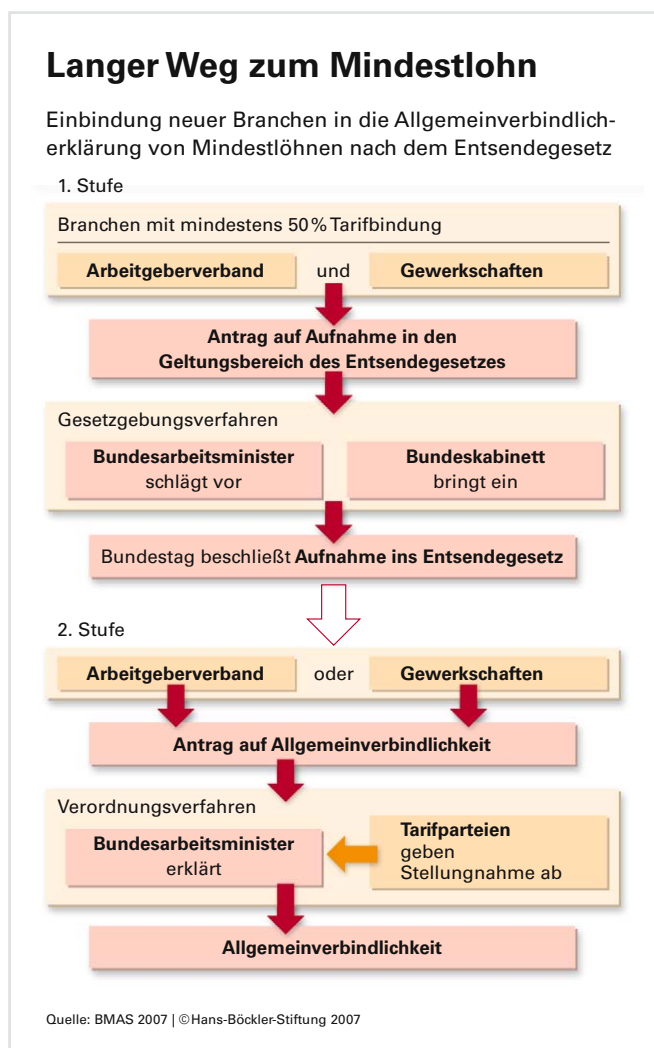 Langer Weg zum Mindestlohn
Einbindung neuer Branchen in die Allgemeinverbindlich-
erklärung von Mindestlöhnen nach dem Entsendegesetz
1. Stufe
Branchen mit mindestens 50% Tarifbindung
Arbeitgeberverband und Gewerkschaften
Antrag auf Aufnahme in den
Geltungsbereich des Entsendegesetzes
Gesetzgebungsverfahren
Bundesarbeitsminister
schlägt vor
Bundeskabinett
bringt ein
Bundestag beschließt Aufnahme ins Entsendegesetz
2. Stufe
Arbeitgeberverband oder Gewerkschaften
Antrag auf Allgemeinverbindlichkeit
Verordnungsverfahren
Bundesarbeitsminister
erklärt
Tarifparteien
geben
Stellungnahme ab
Allgemeinverbindlichkeit
Quelle: BMAS 2007 | ©Hans-Böckler-Stiftung 2007